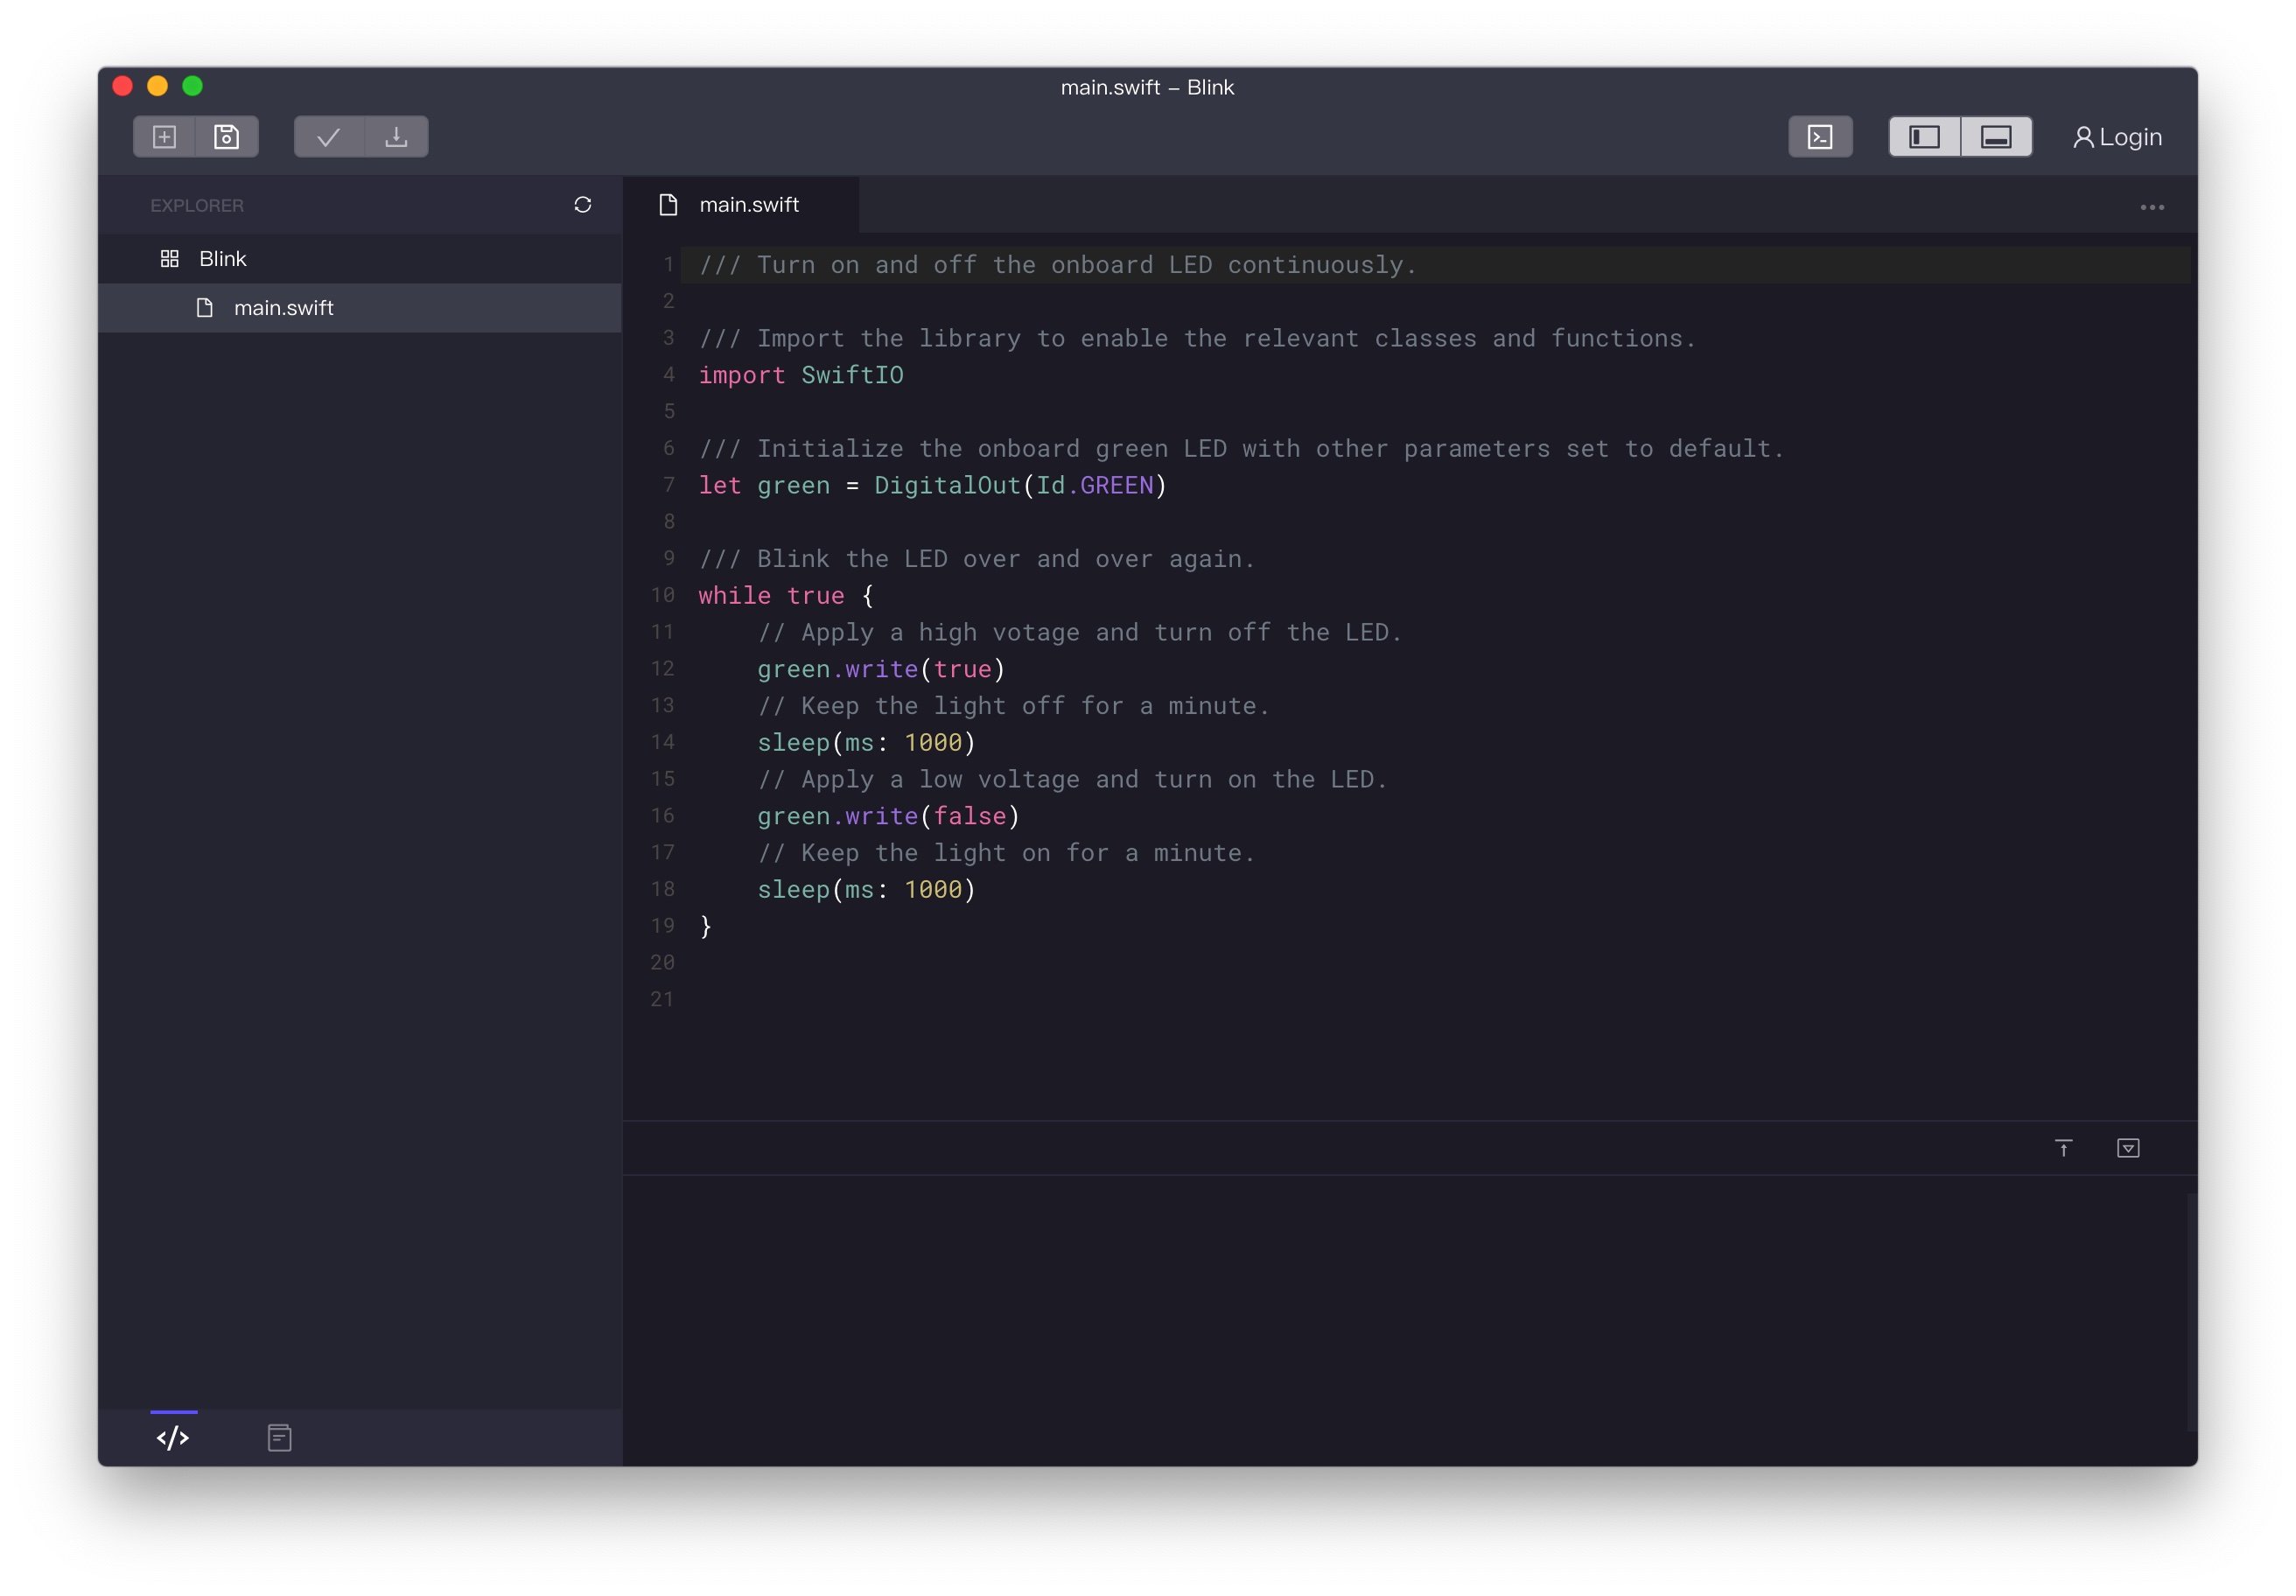 main.swift – Blink
Login
EXPLORER
Blink
main.swift
main.swift
1 /// Turn on and off the onboard LED continuously.
2
3 /// Import the library to enable the relevant classes and functions.
4 import SwiftIO
5
6 /// Initialize the onboard green LED with other parameters set to default.
7 let green = DigitalOut(Id.GREEN)
8
9 /// Blink the LED over and over again.
10 while true {
11     // Apply a high votage and turn off the LED.
12     green.write(true)
13     // Keep the light off for a minute.
14     sleep(ms: 1000)
15     // Apply a low voltage and turn on the LED.
16     green.write(false)
17     // Keep the light on for a minute.
18     sleep(ms: 1000)
19 }
20
21